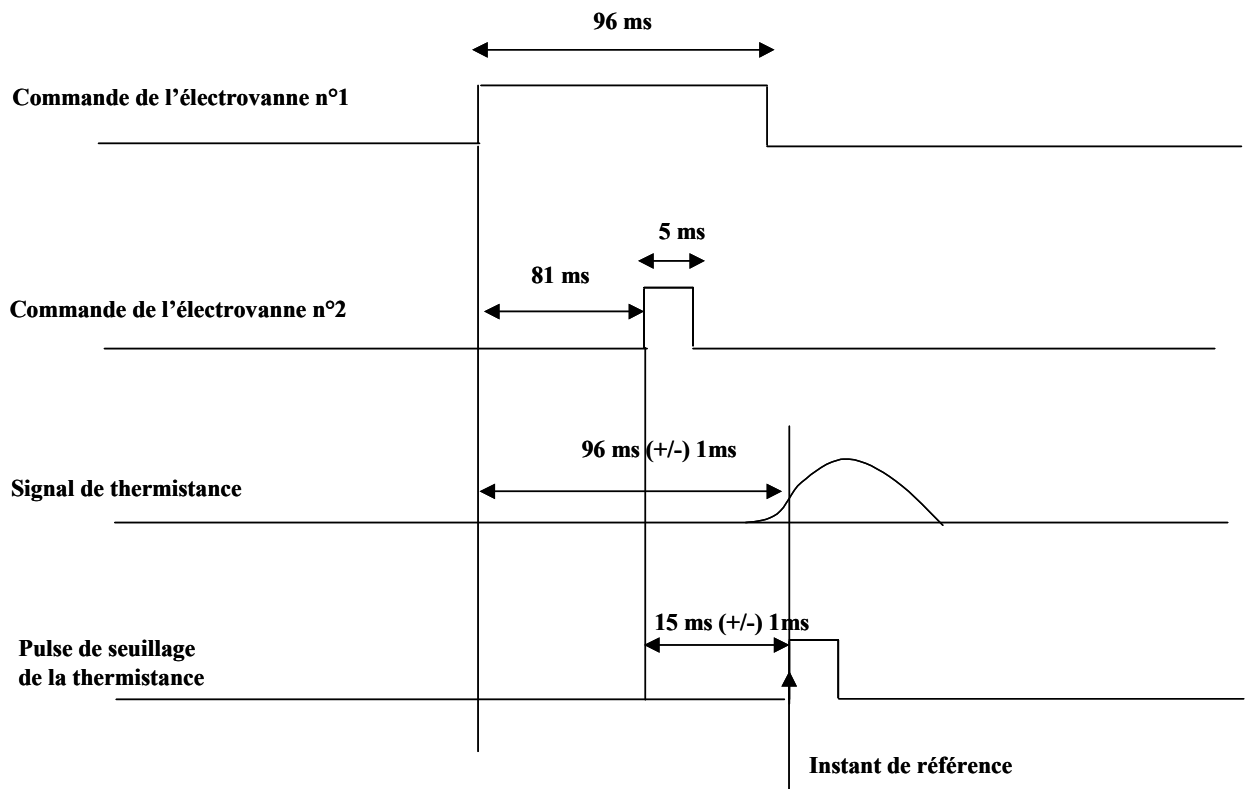 96 ms
Commande de l'électrovanne n°1
5 ms
81 ms
Commande de l'électrovanne n°2
96 ms (+/-) 1ms
Signal de thermistance
15 ms (+/-) 1ms
Pulse de seuillage
de la thermistance
Instant de référence